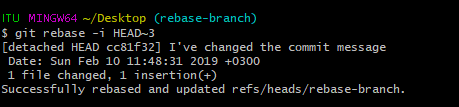 ITU MINGW64 ~/Desktop (rebase-branch)
$ git rebase -i HEAD~3
[detached HEAD cc81f32] I've changed the commit message
 Date: Sun Feb 10 11:48:31 2019 +0300
 1 file changed, 1 insertion(+)
Successfully rebased and updated refs/heads/rebase-branch.